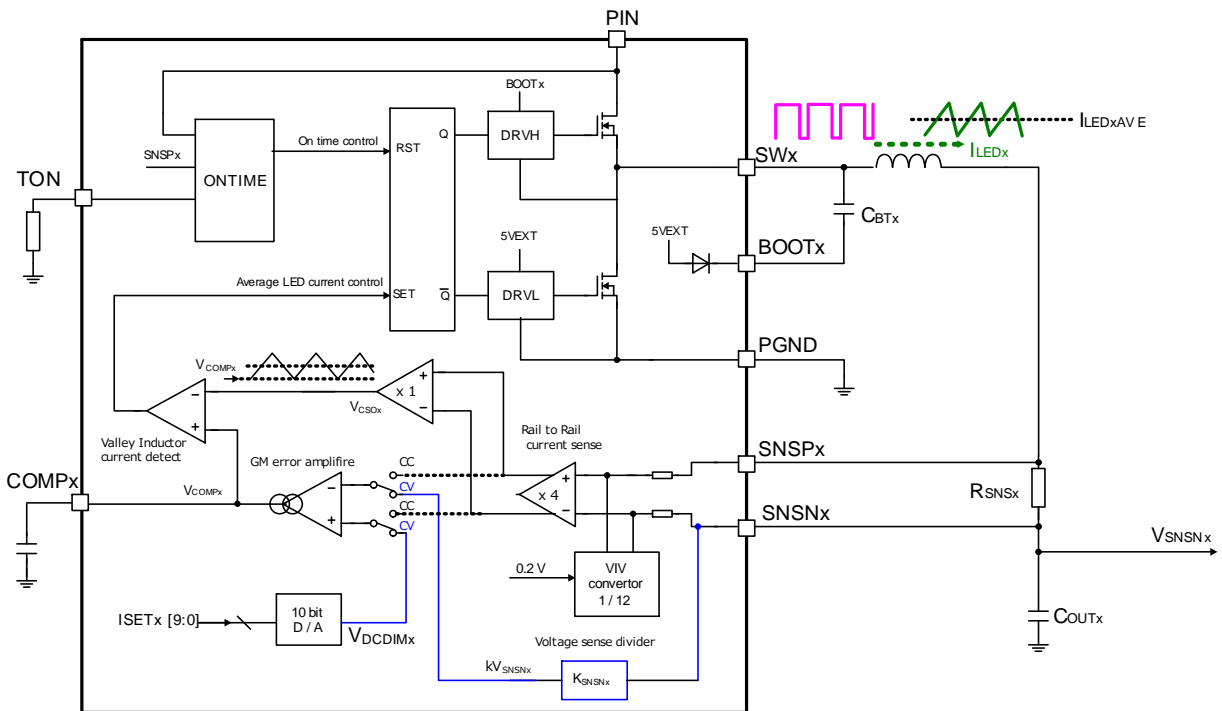 PIN
BOOTx
DRVH
Q
On time control
RST
SNSPx
ONTIME
TON
SWx
ILEDx
ILEDxAVE
CBTx
5VEXT
BOOTx
5VEXT
Average LED current control
SET
Q
DRVL
PGND
VCOMPx
VCSOx
x 1
+
−
−
+
Valley Inductor
current detect
Rail to Rail
current sense
x 4
+
−
SNSPx
RSNSx
SNSNx
VSNSNx
COUTx
COMPx
VCOMPx
GM error amplifire
−
+
CC
CV
CC
CV
0.2 V
VIV
convertor
1 / 12
ISETx [9:0]
10 bit
D / A
VDCDIMx
Voltage sense divider
kVSNSNx
KSNSNx